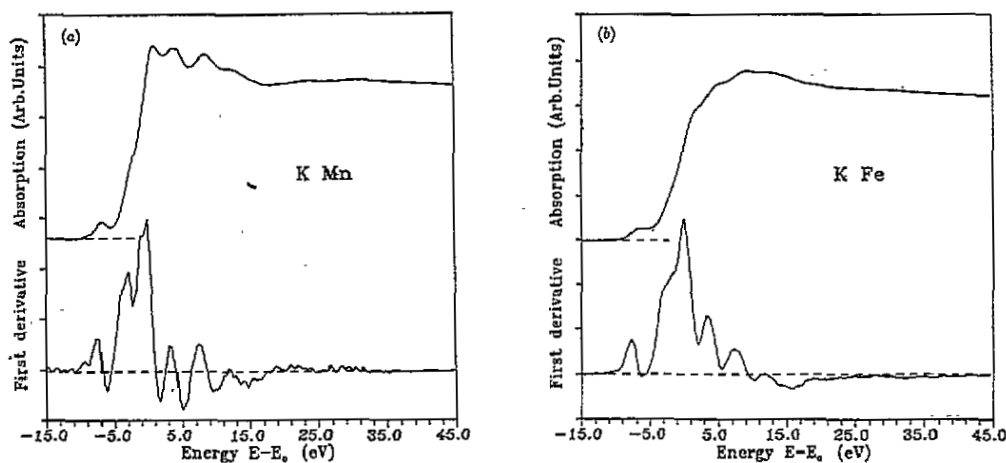 (a)
Absorption (Arb.Units)
First derivative
K Mn
-15.0 -5.0 5.0 15.0 25.0 35.0 45.0
Energy E-E₀ (eV)
(b)
Absorption (Arb.Units)
First derivative
K Fe
-15.0 -5.0 5.0 15.0 25.0 35.0 45.0
Energy E-E₀ (eV)